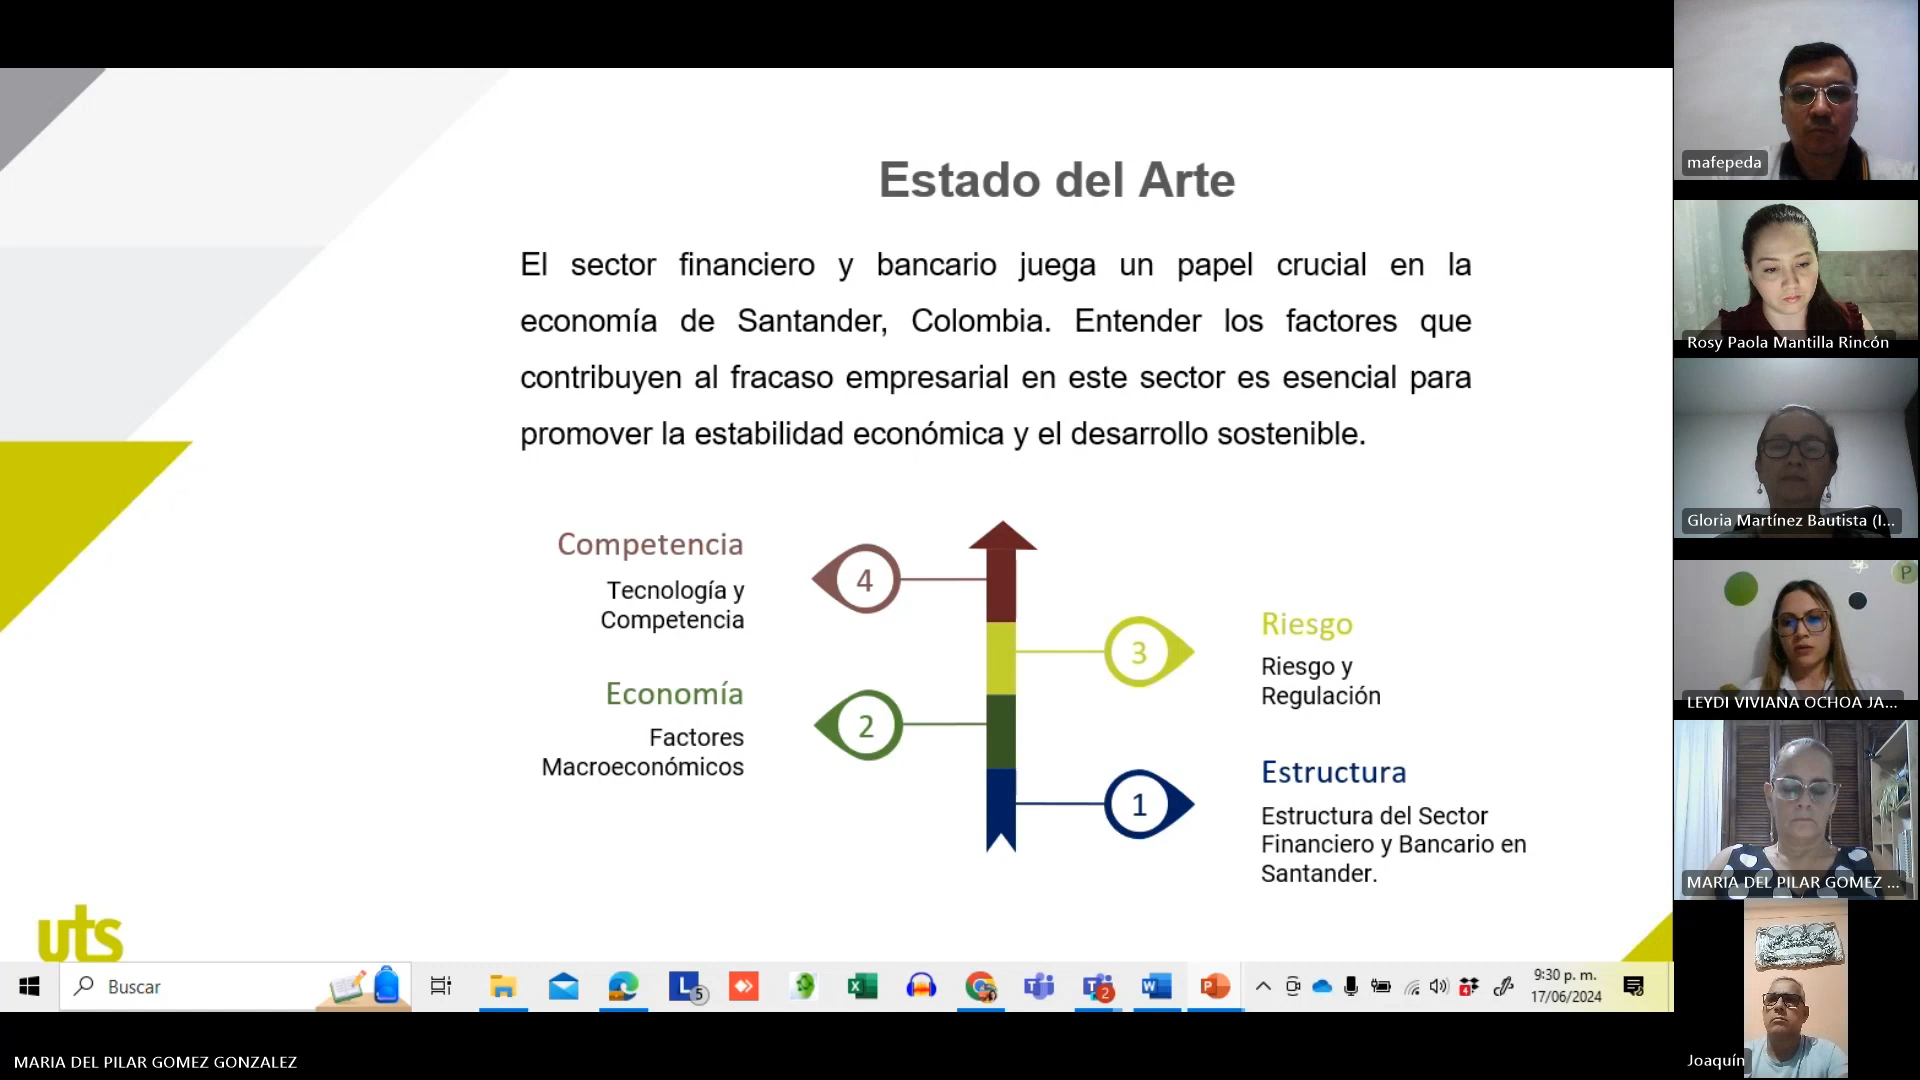 Estado del Arte
El sector financiero y bancario juega un papel crucial en la
economía de Santander, Colombia. Entender los factores que
contribuyen al fracaso empresarial en este sector es esencial para
promover la estabilidad económica y el desarrollo sostenible.
Competencia
Tecnología y
Competencia
4
3
Riesgo
Riesgo y
Regulación
Economía
Factores
Macroeconómicos
2
1
Estructura
Estructura del Sector
Financiero y Bancario en
Santander.
uts
Buscar
5
2
4
9:30 p. m.
17/06/2024
mafepeda
Rosy Paola Mantilla Rincón
Gloria Martínez Bautista (I...
P
LEYDI VIVIANA OCHOA JA...
MARIA DEL PILAR GOMEZ ...
Joaquín
MARIA DEL PILAR GOMEZ GONZALEZ